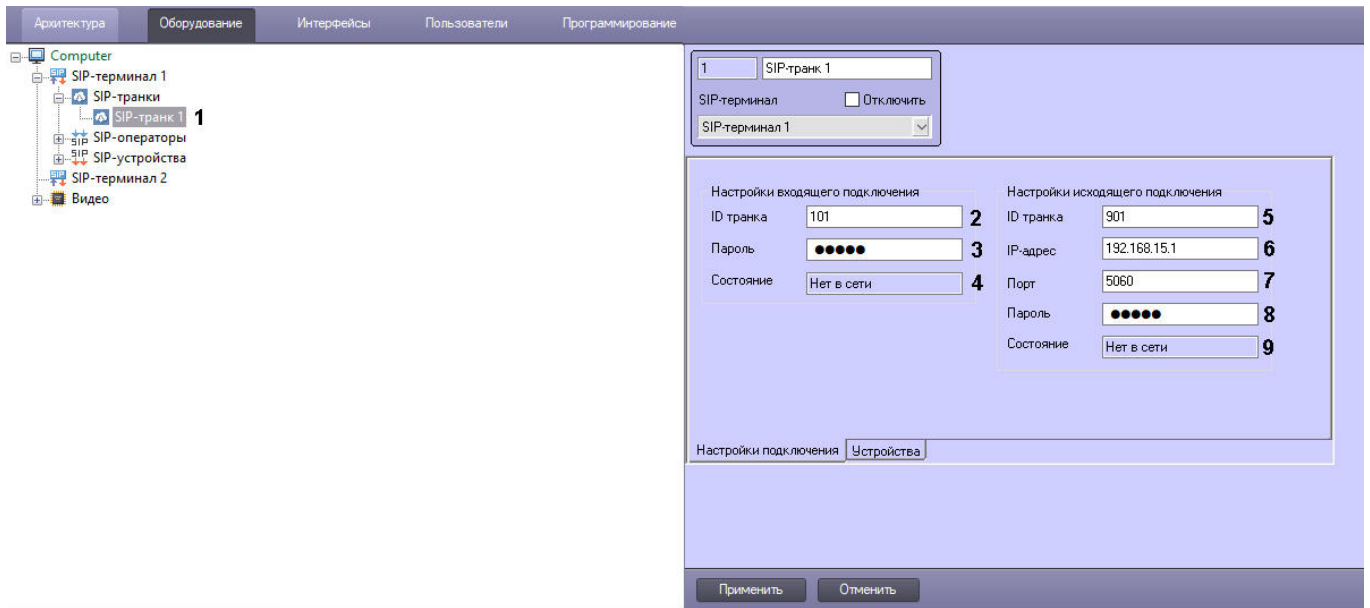 Архитектура Оборудование Интерфейсы Пользователи Программирование
Computer
SIP-терминал 1
SIP-транки
SIP-транк 1 1
SIP-операторы
SIP-устройства
SIP-терминал 2
Видео
1 SIP-транк 1
SIP-терминал Отключить
SIP-терминал 1
Настройки входящего подключения
ID транка 101 2
Пароль ●●●●● 3
Состояние Нет в сети 4
Настройки исходящего подключения
ID транка 901 5
IP-адрес 192.168.15.1 6
Порт 5060 7
Пароль ●●●●● 8
Состояние Нет в сети 9
Настройки подключения Устройства
Применить Отменить